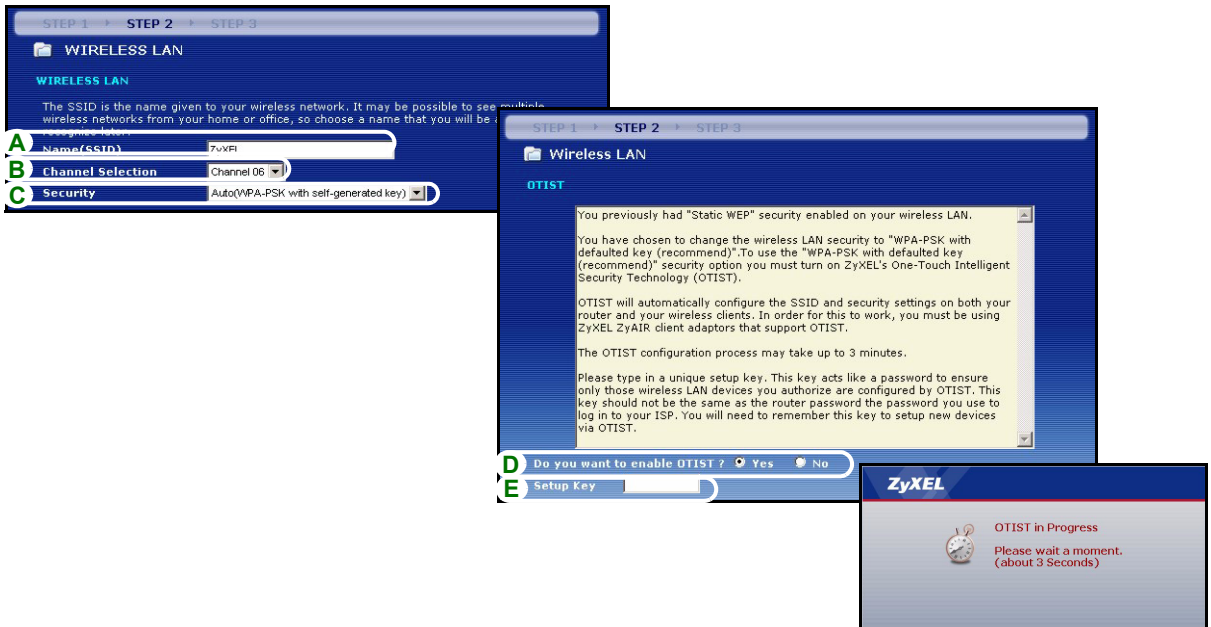 STEP 1 STEP 2 STEP 3
WIRELESS LAN
WIRELESS LAN
The SSID is the name given to your wireless network. It may be possible to see multiple
wireless networks from your home or office, so choose a name that you will be
recognize later.
A Name(SSID) ZyXEL
B Channel Selection Channel 06
C Security Auto(WPA-PSK with self-generated key)
STEP 1 STEP 2 STEP 3
Wireless LAN
OTIST
You previously had "Static WEP" security enabled on your wireless LAN.
You have chosen to change the wireless LAN security to "WPA-PSK with
defaulted key (recommend)".To use the "WPA-PSK with defaulted key
(recommend)" security option you must turn on ZyXEL's One-Touch Intelligent
Security Technology (OTIST).
OTIST will automatically configure the SSID and security settings on both your
router and your wireless clients. In order for this to work, you must be using
ZyXEL ZyAIR client adaptors that support OTIST.
The OTIST configuration process may take up to 3 minutes.
Please type in a unique setup key. This key acts like a password to ensure
only those wireless LAN devices you authorize are configured by OTIST. This
key should not be the same as the router password the password you use to
log in to your ISP. You will need to remember this key to setup new devices
via OTIST.
D Do you want to enable OTIST ? Yes No
E Setup Key
ZyXEL
OTIST in Progress
Please wait a moment.
(about 3 Seconds)